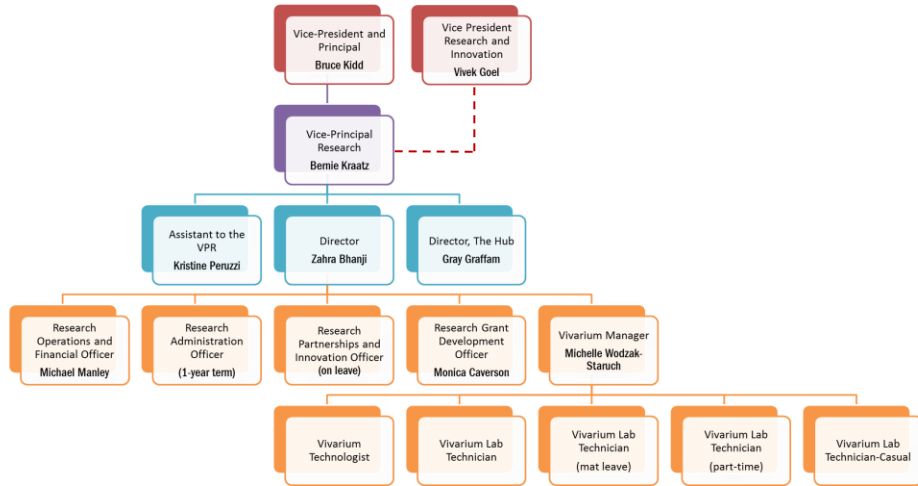 Vice-President and
Principal
Bruce Kidd
Vice President
Research and
Innovation
Vivek Goel
Vice-Principal
Research
Bernie Kraatz
Assistant to the
VPR
Kristine Peruzzi
Director
Zahra Bhanji
Director, The Hub
Gray Graffam
Research
Operations and
Financial Officer
Michael Manley
Research
Administration
Officer
(1-year term)
Research
Partnerships and
Innovation Officer
(on leave)
Research Grant
Development
Officer
Monica Caverson
Vivarium Manager
Michelle Wodzak-
Staruch
Vivarium
Technologist
Vivarium Lab
Technician
Vivarium Lab
Technician
(mat leave)
Vivarium Lab
Technician
(part-time)
Vivarium Lab
Technician-Casual